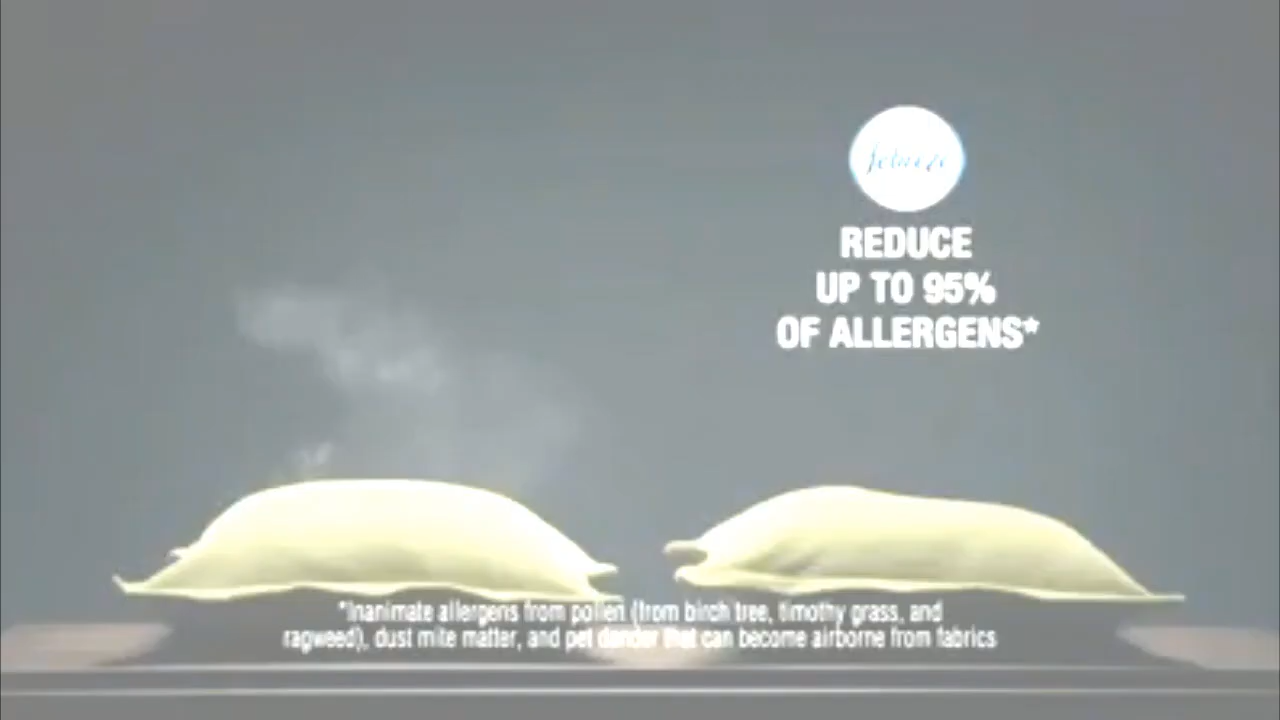 febreze
REDUCE
UP TO 95%
OF ALLERGENS*
*Inanimate allergens from pollen (from birch tree, timothy grass, and
ragweed), dust mite matter, and pet dander that can become airborne from fabrics